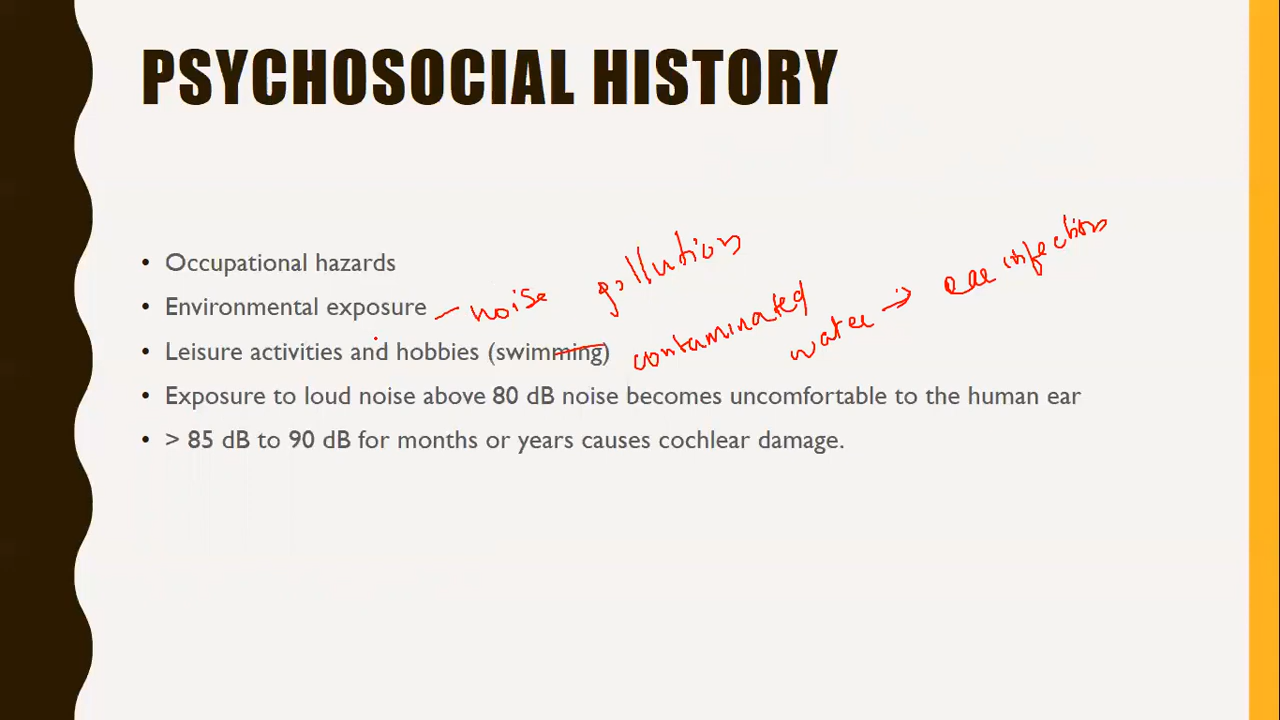 PSYCHOSOCIAL HISTORY
• Occupational hazards
• Environmental exposure – noise pollution
• Leisure activities and hobbies (swimming) contaminated water → ear infections
• Exposure to loud noise above 80 dB noise becomes uncomfortable to the human ear
• > 85 dB to 90 dB for months or years causes cochlear damage.